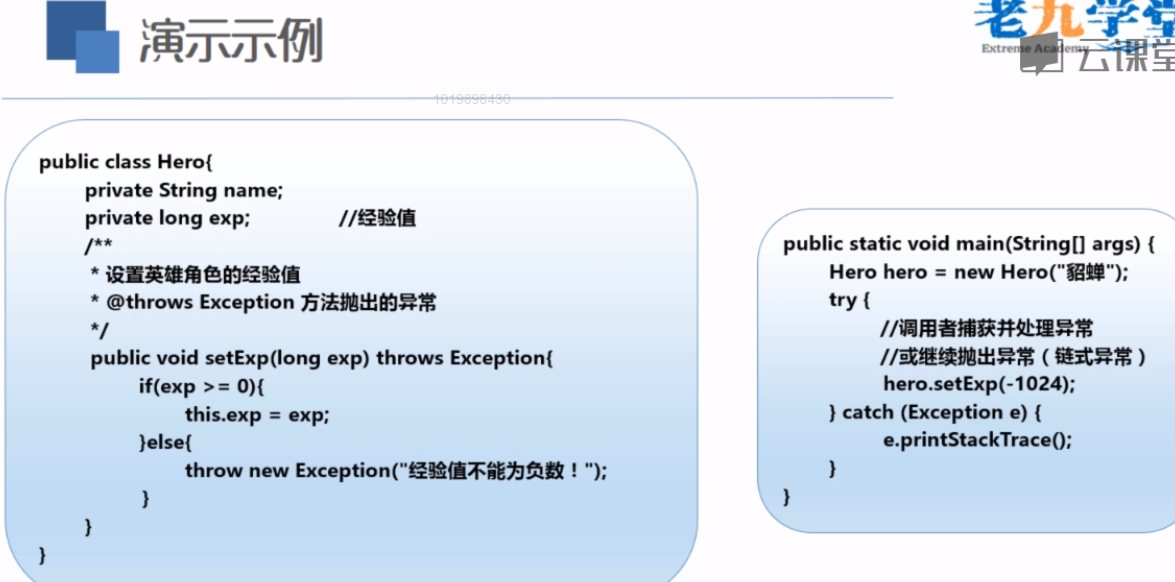 演示示例
老九学堂
Extreme Academy
云课堂
1019898430
public class Hero{
private String name;
private long exp; //经验值
/**
* 设置英雄角色的经验值
* @throws Exception 方法抛出的异常
*/
public void setExp(long exp) throws Exception{
if(exp >= 0){
this.exp = exp;
}else{
throw new Exception("经验值不能为负数！");
}
}
}
public static void main(String[] args) {
Hero hero = new Hero("貂蝉");
try {
//调用者捕获并处理异常
//或继续抛出异常（链式异常）
hero.setExp(-1024);
} catch (Exception e) {
e.printStackTrace();
}
}